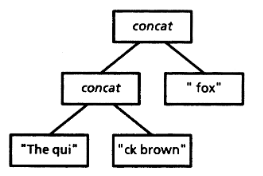 concat
concat " fox"
"The qui" "ck brown"